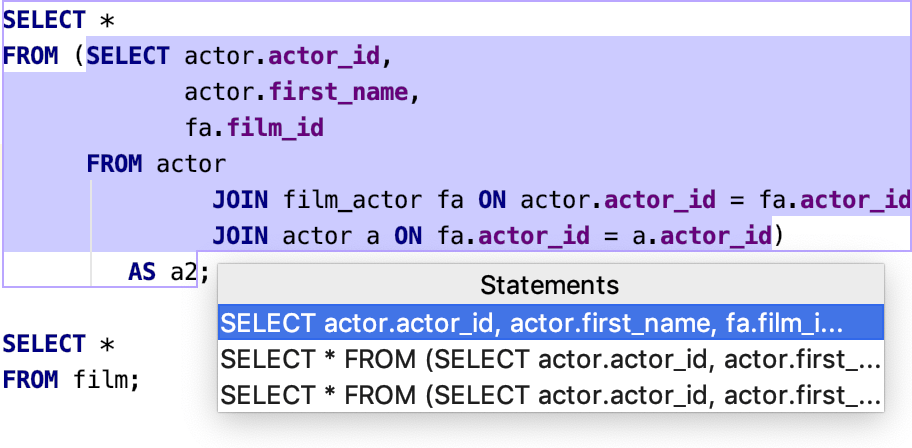 SELECT *
FROM (SELECT actor.actor_id,
actor.first_name,
fa.film_id
FROM actor
JOIN film_actor fa ON actor.actor_id = fa.actor_id
JOIN actor a ON fa.actor_id = a.actor_id)
AS a2;
Statements
SELECT actor.actor_id, actor.first_name, fa.film_i...
SELECT * FROM (SELECT actor.actor_id, actor.first_...
SELECT * FROM (SELECT actor.actor_id, actor.first_...
SELECT *
FROM film;